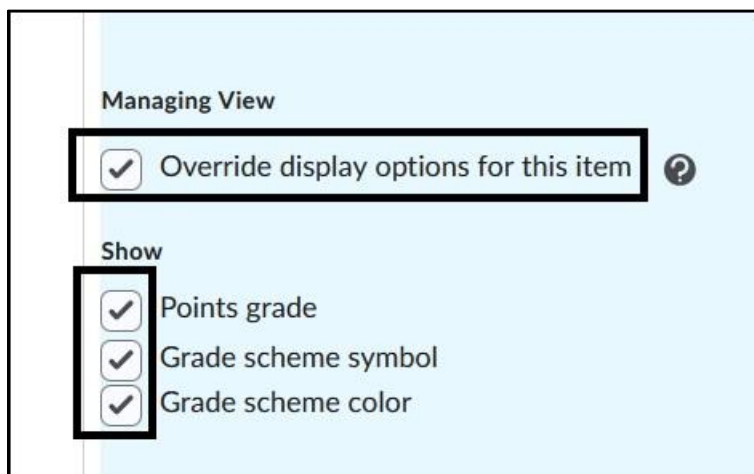 Managing View
Override display options for this item
Show
Points grade
Grade scheme symbol
Grade scheme color